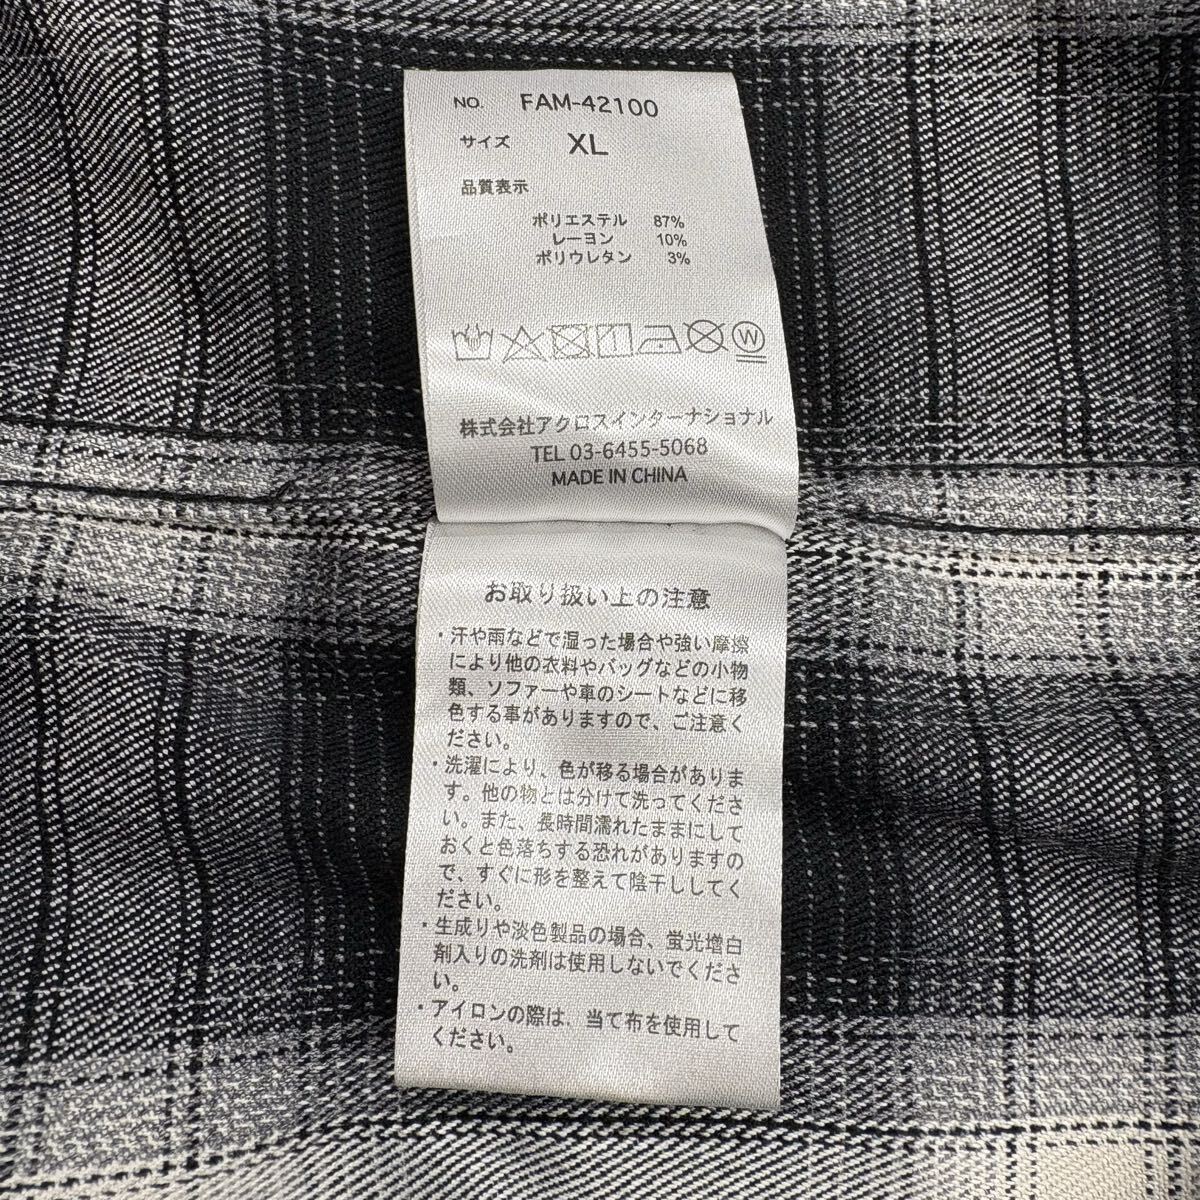 NO. FAM-42100
サイズ XL
品質表示
ポリエステル 87%
レーヨン 10%
ポリウレタン 3%
W
株式会社アクロスインターナショナル
TEL 03-6455-5068
MADE IN CHINA
お取り扱い上の注意
・汗や雨などで湿った場合や強い摩擦
により他の衣料やバッグなどの小物
類、ソファーや車のシートなどに移
色する事がありますので、ご注意く
ださい。
・洗濯により、色が移る場合がありま
す。他の物とは分けて洗ってくださ
い。また、長時間濡れたままにして
おくと色落ちする恐れがありますの
で、すぐに形を整えて陰干ししてく
ださい。
・生成りや淡色製品の場合、蛍光増白
剤入りの洗剤は使用しないでくださ
い。
・アイロンの際は、当て布を使用して
ください。